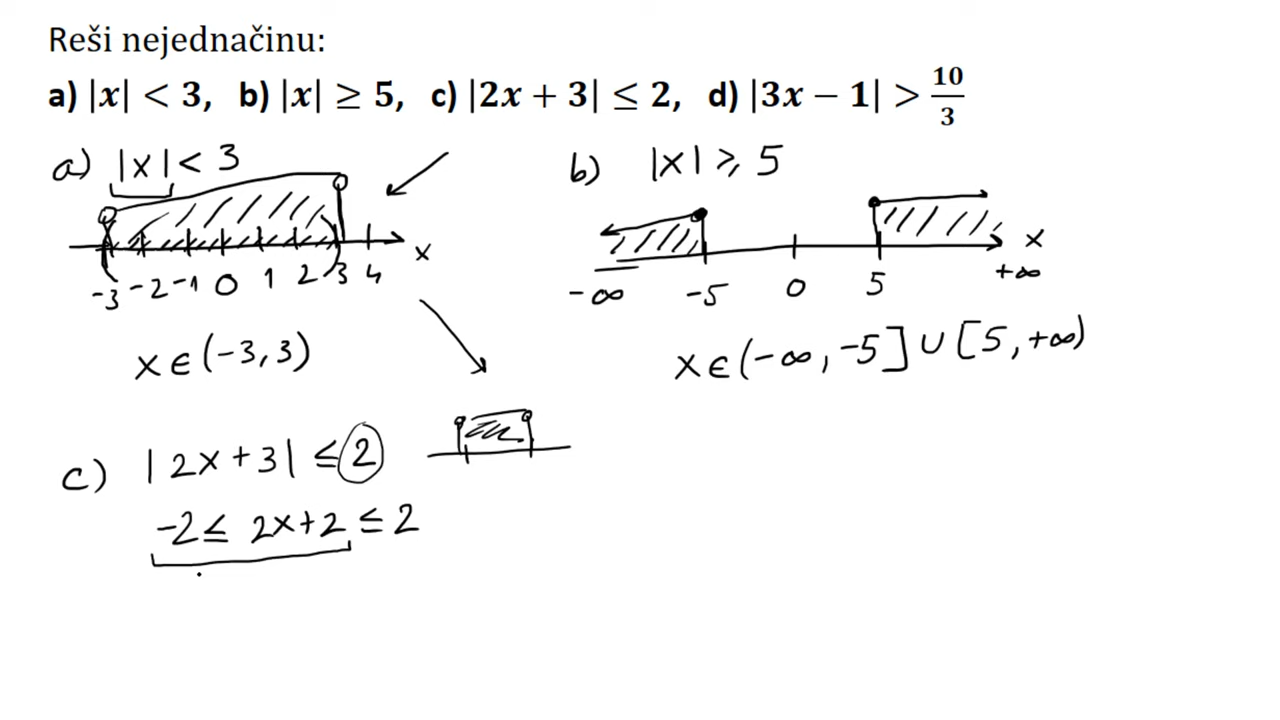 Reši nejednačinu:
a) |x| < 3, b) |x| ≥ 5, c) |2x + 3| ≤ 2, d) |3x − 1| > 10/3
a) |x| < 3
x
-3 -2 -1 0 1 2 3 4
x ∈ (-3, 3)
b) |x| ≥ 5
x
-∞ -5 0 5 +∞
x ∈ (-∞, -5] ∪ [5, +∞)
c) |2x + 3| ≤ 2
-2 ≤ 2x+2 ≤ 2